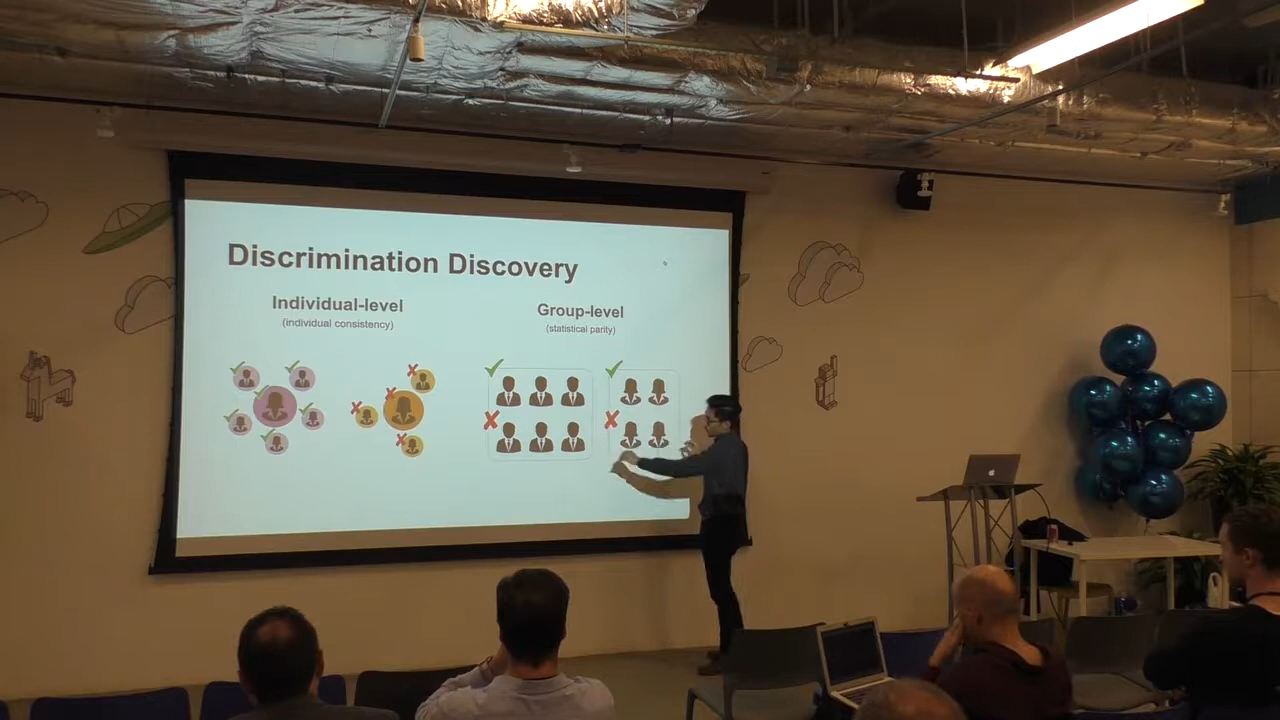 Discrimination Discovery
Individual-level
(individual consistency)
Group-level
(statistical parity)